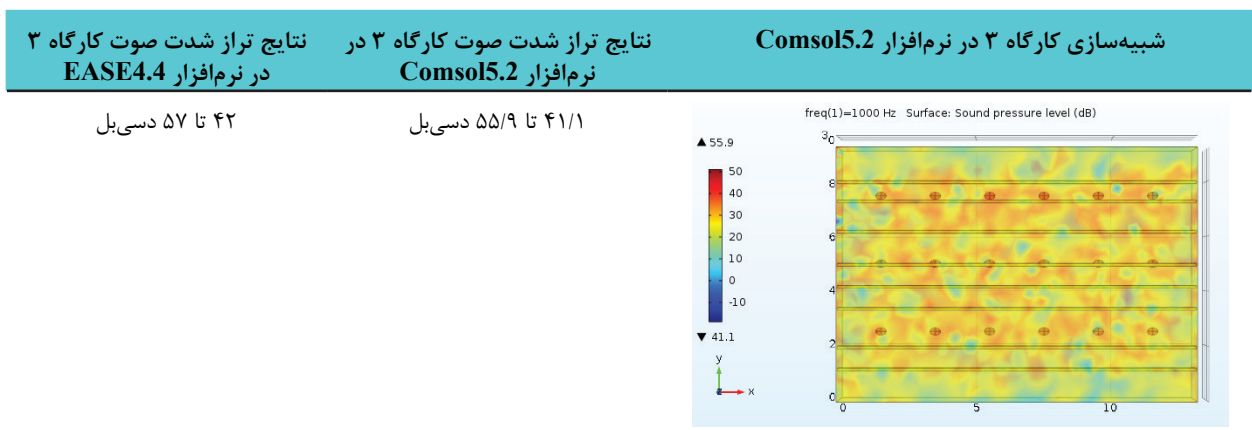 شبیه‌سازی کارگاه ۳ در نرم‌افزار Comsol5.2
نتایج تراز شدت صوت کارگاه ۳ در
نرم‌افزار Comsol5.2
نتایج تراز شدت صوت کارگاه ۳
در نرم‌افزار EASE4.4
freq(1)=1000 Hz Surface: Sound pressure level (dB)
▲ 55.9
50
40
30
20
10
0
-10
▼ 41.1
y
z
x
3
0
8
6
4
2
0
0
5
10
۴۱/۱ تا ۵۵/۹ دسی‌بل
۴۲ تا ۵۷ دسی‌بل